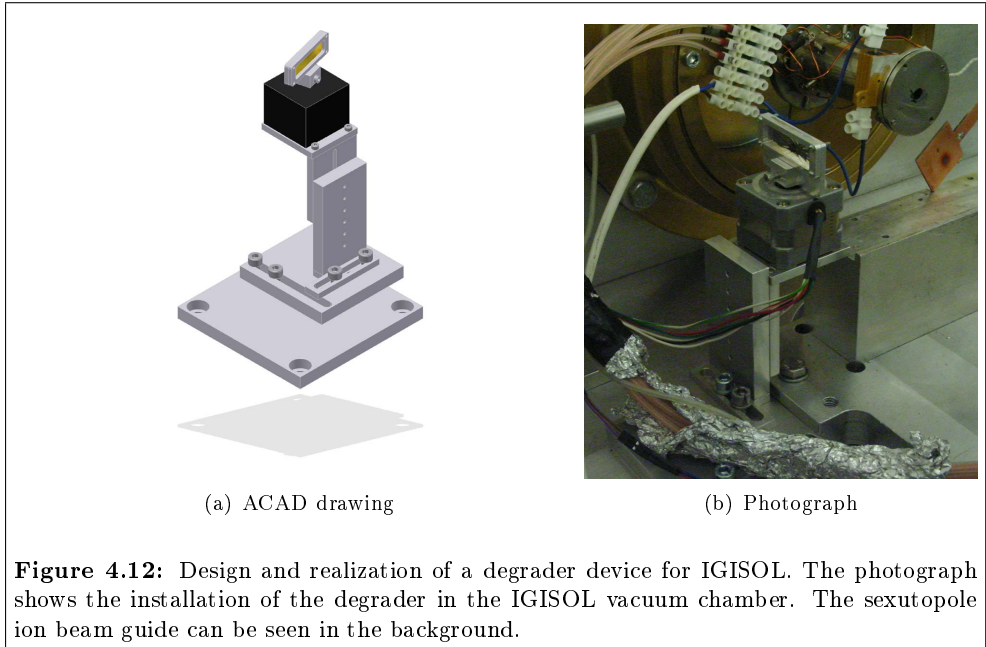 (a) ACAD drawing
(b) Photograph
Figure 4.12: Design and realization of a degrader device for IGISOL. The photograph
shows the installation of the degrader in the IGISOL vacuum chamber. The sexutopole
ion beam guide can be seen in the background.